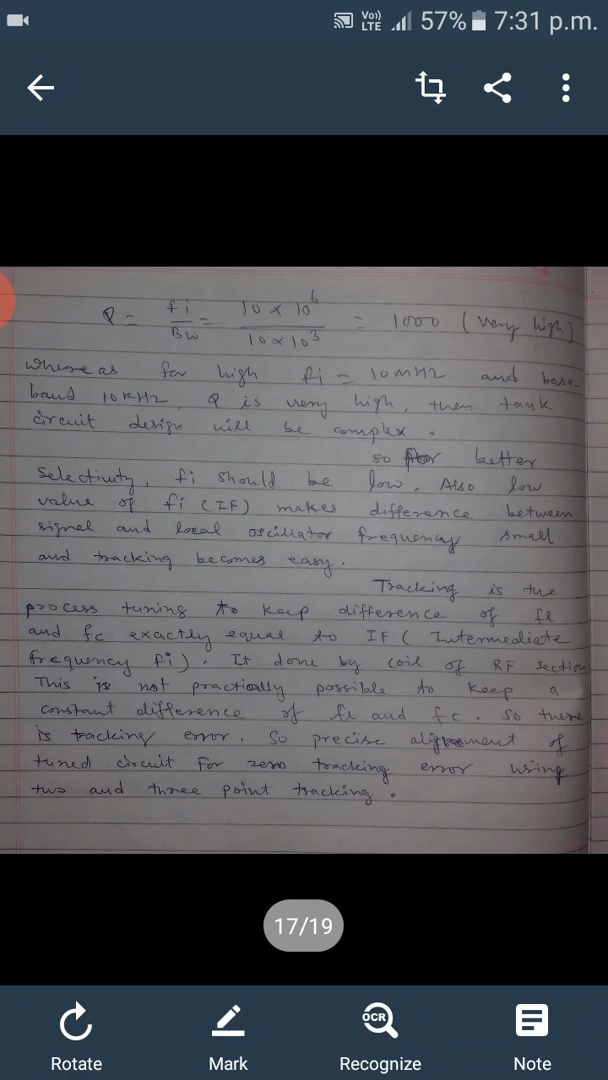 Voi) LTE 57% 7:31 p.m.
Q = fi / BW = 10 × 10^6 / 10 × 10^3 = 1000 (very high)
whereas for high fi = 10MHz and base-
band 10KHz, Q is very high, then tank
circuit design will be complex.
so for better
selectivity, fi should be low. Also low
value of fi (IF) makes difference between
signal and local oscillator frequency small
and tracking becomes easy.
Tracking is the
process tuning to keep difference of fl
and fc exactly equal to IF ( Intermediate
frequency fi). It done by coil of RF section
This is not practically possible to keep a
constant difference of fl and fc. So there
is tracking error. So precise alignment of
tuned circuit for zero tracking error using
two and three point tracking.
17/19
Rotate Mark OCR Recognize Note